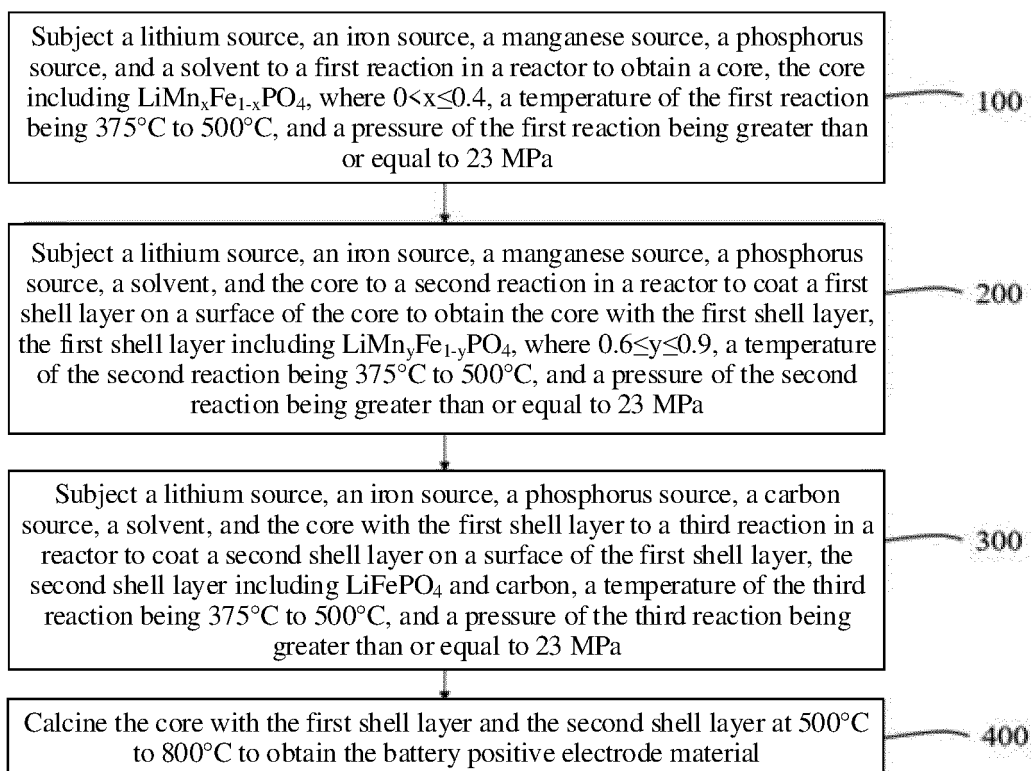 Subject a lithium source, an iron source, a manganese source, a phosphorus
source, and a solvent to a first reaction in a reactor to obtain a core, the core
including LiMnₓFe₁₋ₓPO₄, where 0<x≤0.4, a temperature of the first reaction
being 375°C to 500°C, and a pressure of the first reaction being greater than
or equal to 23 MPa
100
Subject a lithium source, an iron source, a manganese source, a phosphorus
source, a solvent, and the core to a second reaction in a reactor to coat a first
shell layer on a surface of the core to obtain the core with the first shell layer,
the first shell layer including LiMn_yFe_{1-y}PO₄, where 0.6≤y≤0.9, a temperature
of the second reaction being 375°C to 500°C, and a pressure of the second
reaction being greater than or equal to 23 MPa
200
Subject a lithium source, an iron source, a phosphorus source, a carbon
source, a solvent, and the core with the first shell layer to a third reaction in a
reactor to coat a second shell layer on a surface of the first shell layer, the
second shell layer including LiFePO₄ and carbon, a temperature of the third
reaction being 375°C to 500°C, and a pressure of the third reaction being
greater than or equal to 23 MPa
300
Calcine the core with the first shell layer and the second shell layer at 500°C
to 800°C to obtain the battery positive electrode material
400